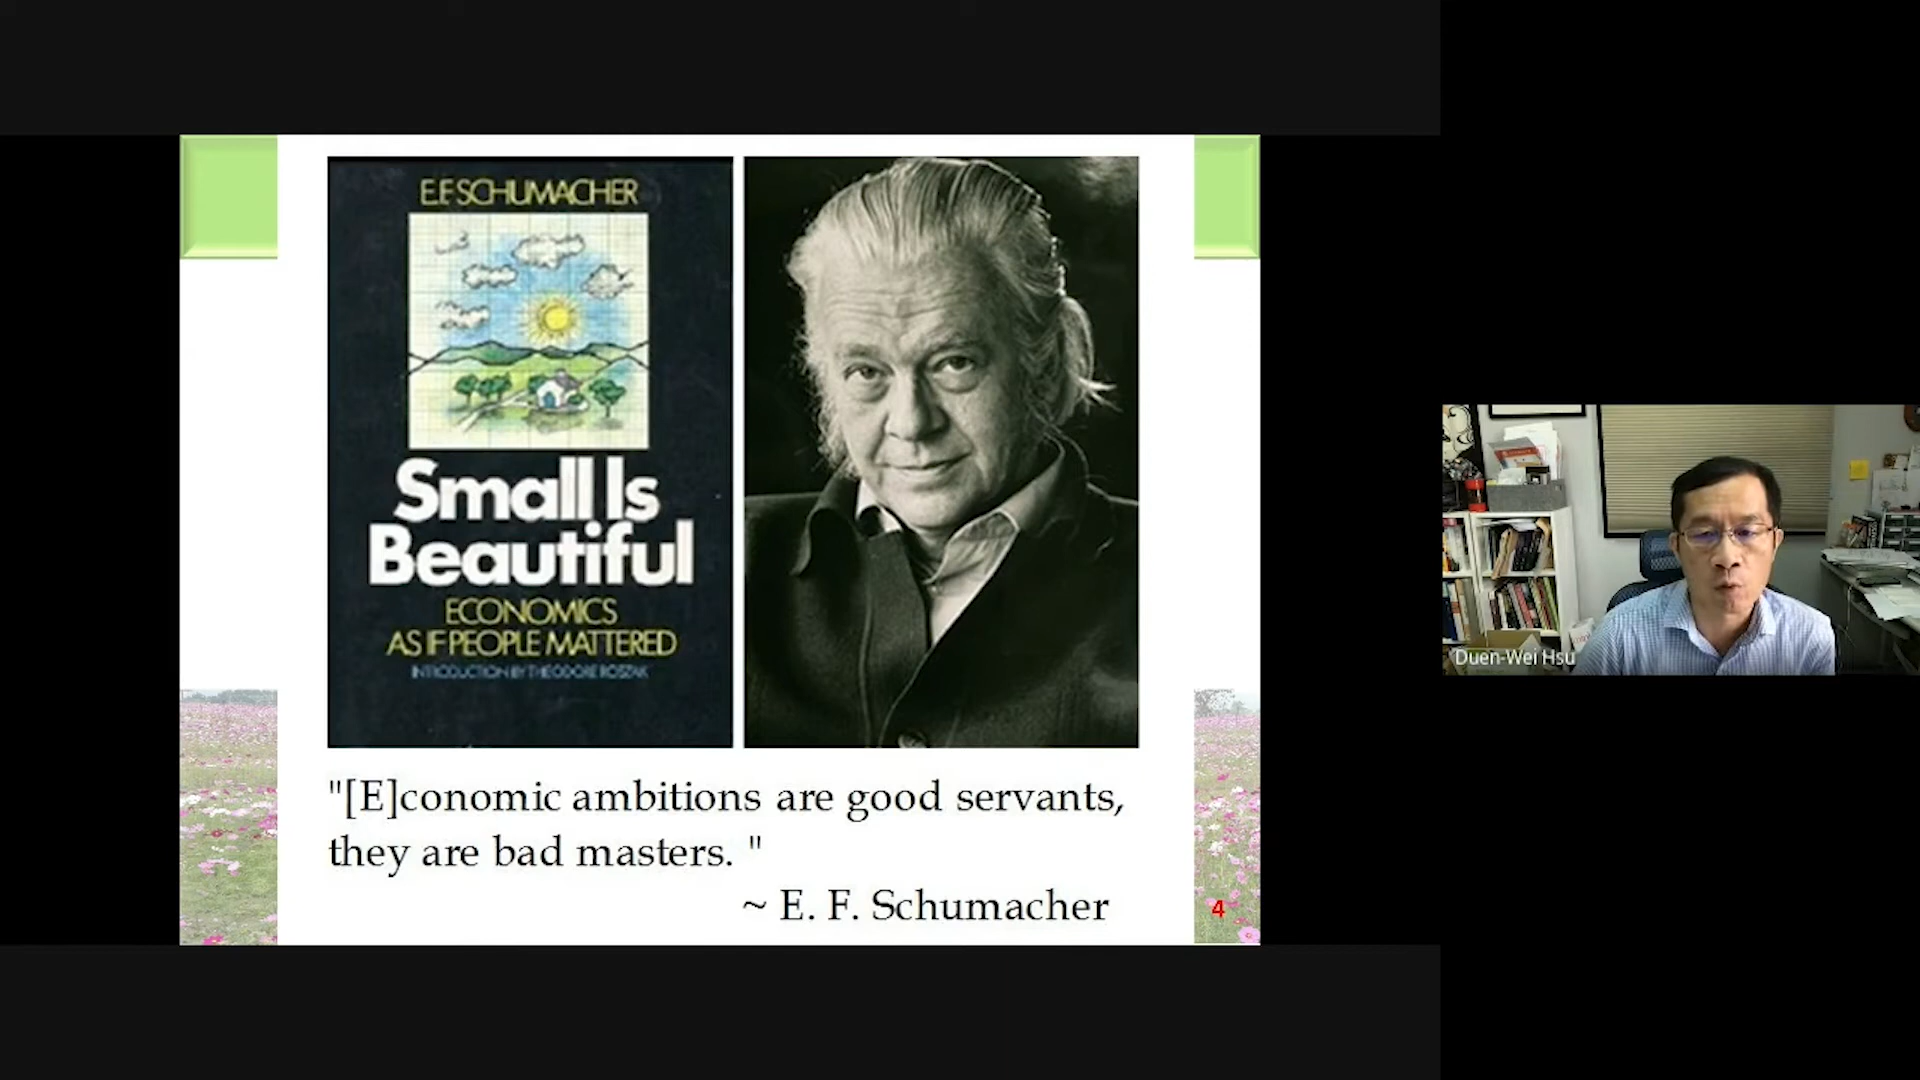 E.F. SCHUMACHER
Small Is
Beautiful
ECONOMICS
AS IF PEOPLE MATTERED
INTRODUCTION BY THEODORE ROSZAK
"[E]conomic ambitions are good servants,
they are bad masters. "
~ E. F. Schumacher
4
Duen-Wei Hsu